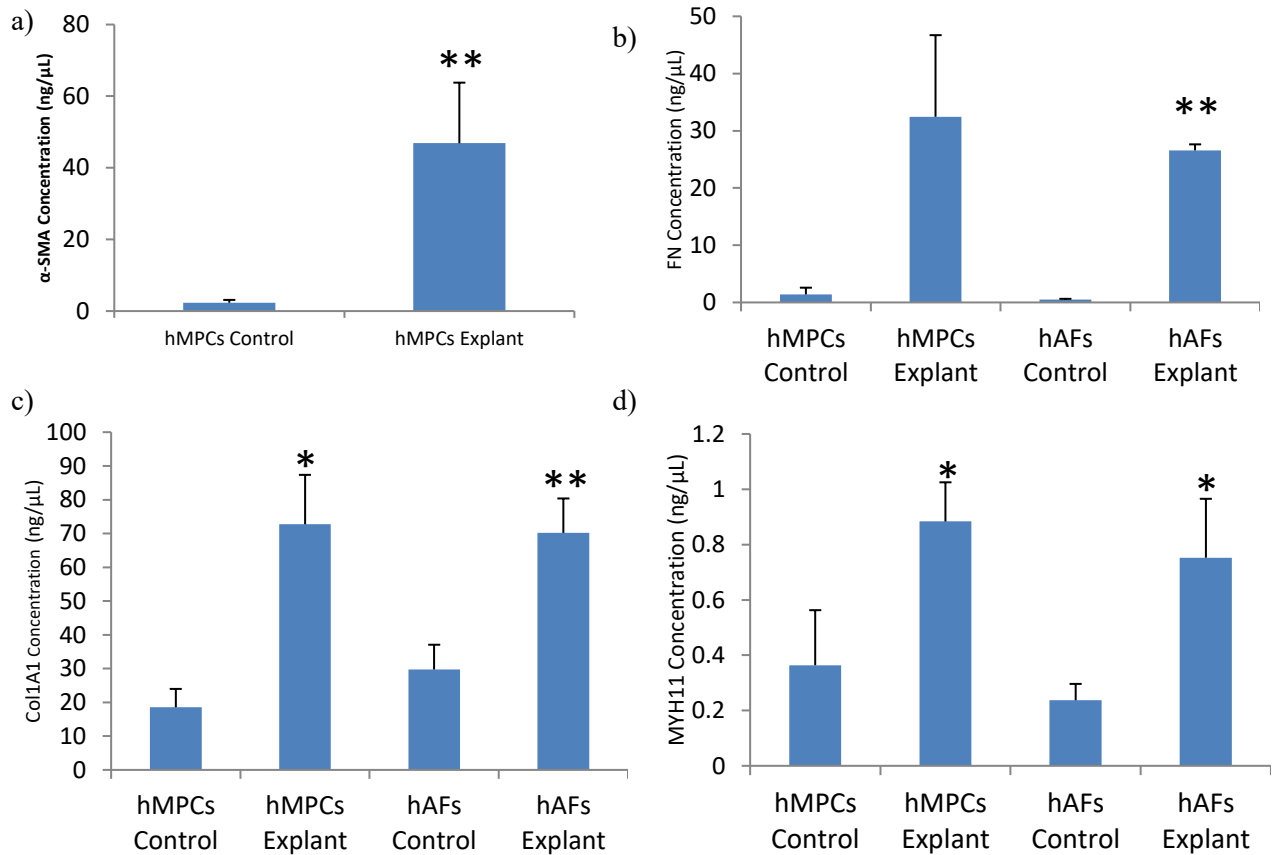 a)
α-SMA Concentration (ng/µL)
80
60
40
20
0
**
hMPCs Control
hMPCs Explant
b)
FN Concentration (ng/µL)
50
40
30
20
10
0
**
hMPCs
Control
hMPCs
Explant
hAFs
Control
hAFs
Explant
c)
Col1A1 Concentration (ng/µL)
100
90
80
70
60
50
40
30
20
10
0
*
**
hMPCs
Control
hMPCs
Explant
hAFs
Control
hAFs
Explant
d)
MYH11 Concentration (ng/µL)
1.2
1
0.8
0.6
0.4
0.2
0
*
*
hMPCs
Control
hMPCs
Explant
hAFs
Control
hAFs
Explant